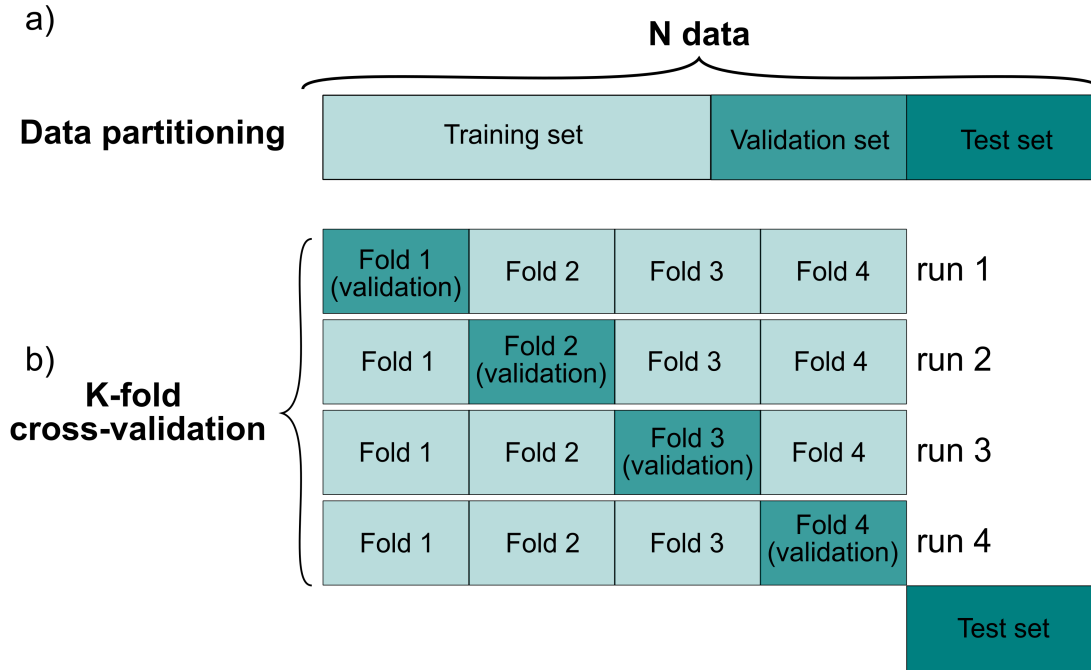 a)
N data
Data partitioning
Training set
Validation set
Test set
Fold 1
(validation)
Fold 2
Fold 3
Fold 4
run 1
Fold 1
Fold 2
(validation)
Fold 3
Fold 4
run 2
b)
K-fold
cross-validation
Fold 1
Fold 2
Fold 3
(validation)
Fold 4
run 3
Fold 1
Fold 2
Fold 3
Fold 4
(validation)
run 4
Test set